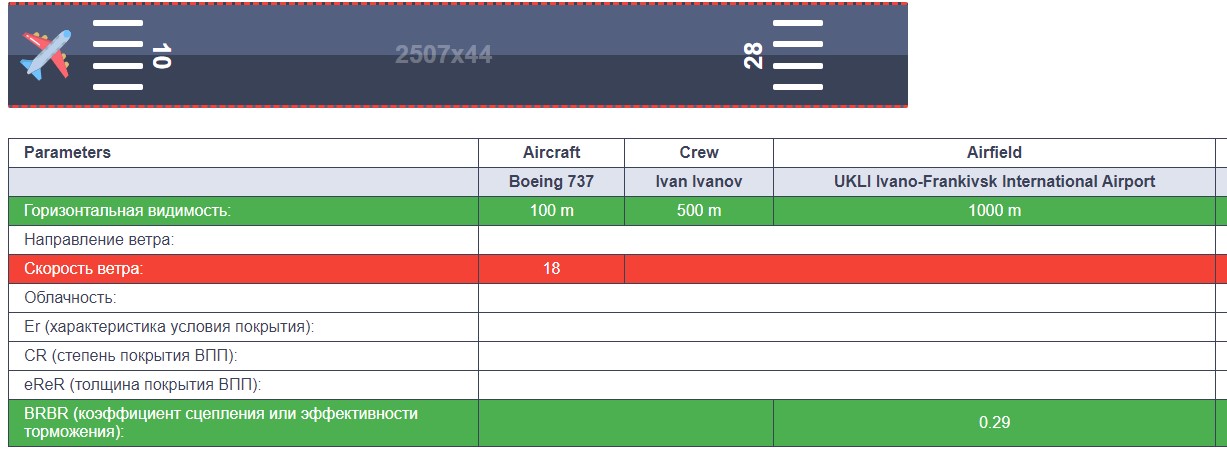 10
2507x44
28
Parameters Aircraft Crew Airfield
Boeing 737 Ivan Ivanov UKLI Ivano-Frankivsk International Airport
Горизонтальная видимость: 100 m 500 m 1000 m
Направление ветра:
Скорость ветра: 18
Облачность:
Er (характеристика условия покрытия):
CR (степень покрытия ВПП):
eReR (толщина покрытия ВПП):
BRBR (коэффициент сцепления или эффективности
торможения): 0.29